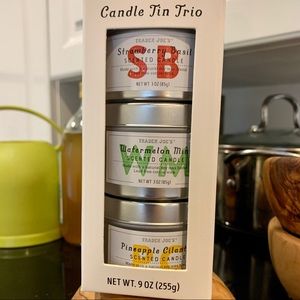 Candle Tin Trio
TRADER JOE'S
Strawberry Basil
SB
SCENTED CANDLE
NET WT 3 OZ (85g)
TRADER JOE'S
Watermelon Mint
WM
SCENTED CANDLE
NET WT 3 OZ (85g)
TRADER JOE'S
Pineapple Cilant
SCENTED CANDLE
NET WT. 9 OZ (255g)